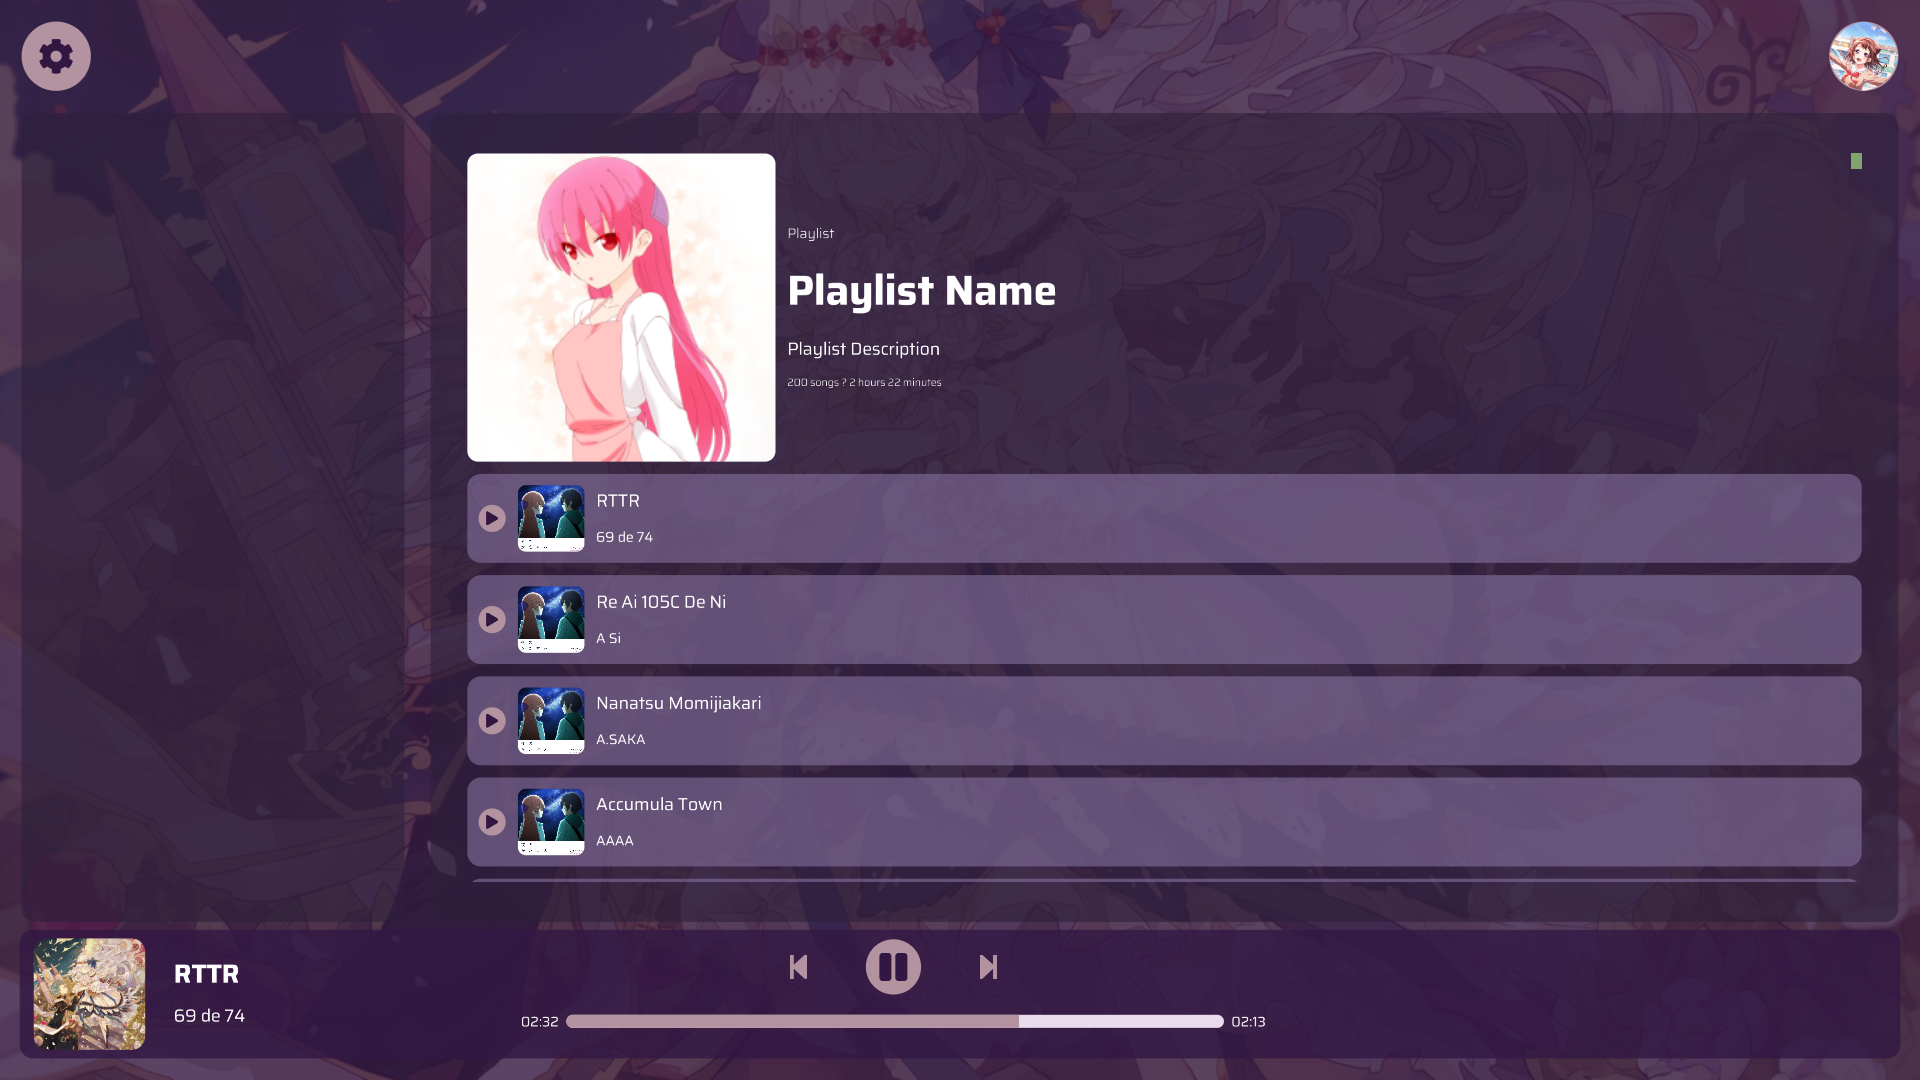 Playlist
Playlist Name
Playlist Description
200 songs ? 2 hours 22 minutes
RTTR
69 de 74
Re Ai 105C De Ni
A Si
Nanatsu Momijiakari
A.SAKA
Accumula Town
AAAA
RTTR
69 de 74
02:32
02:13